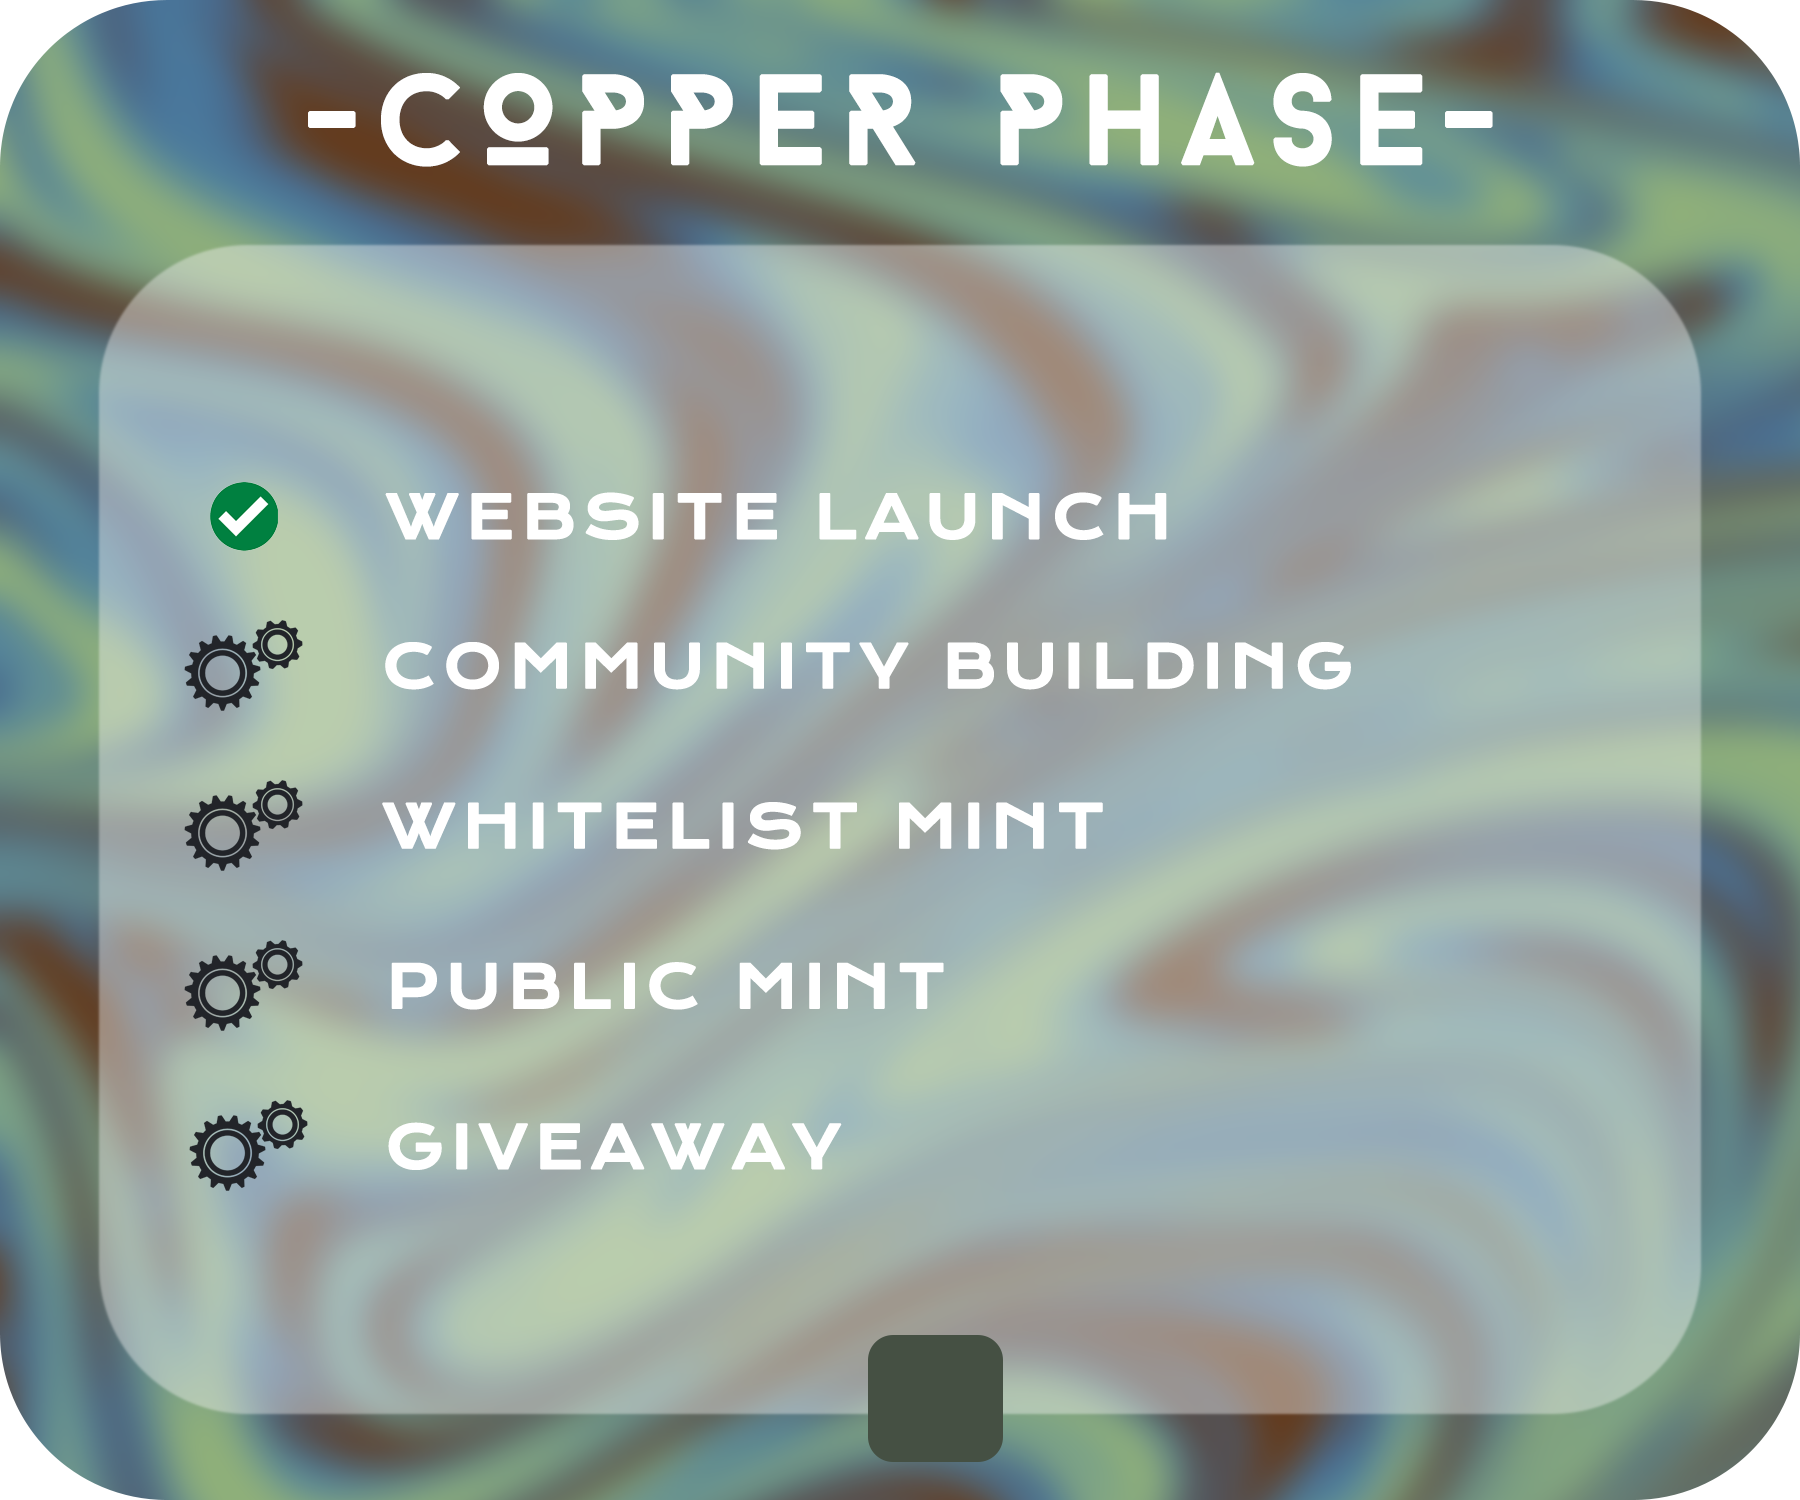 -COPPER PHASE-
WEBSITE LAUNCH
COMMUNITY BUILDING
WHITELIST MINT
PUBLIC MINT
GIVEAWAY